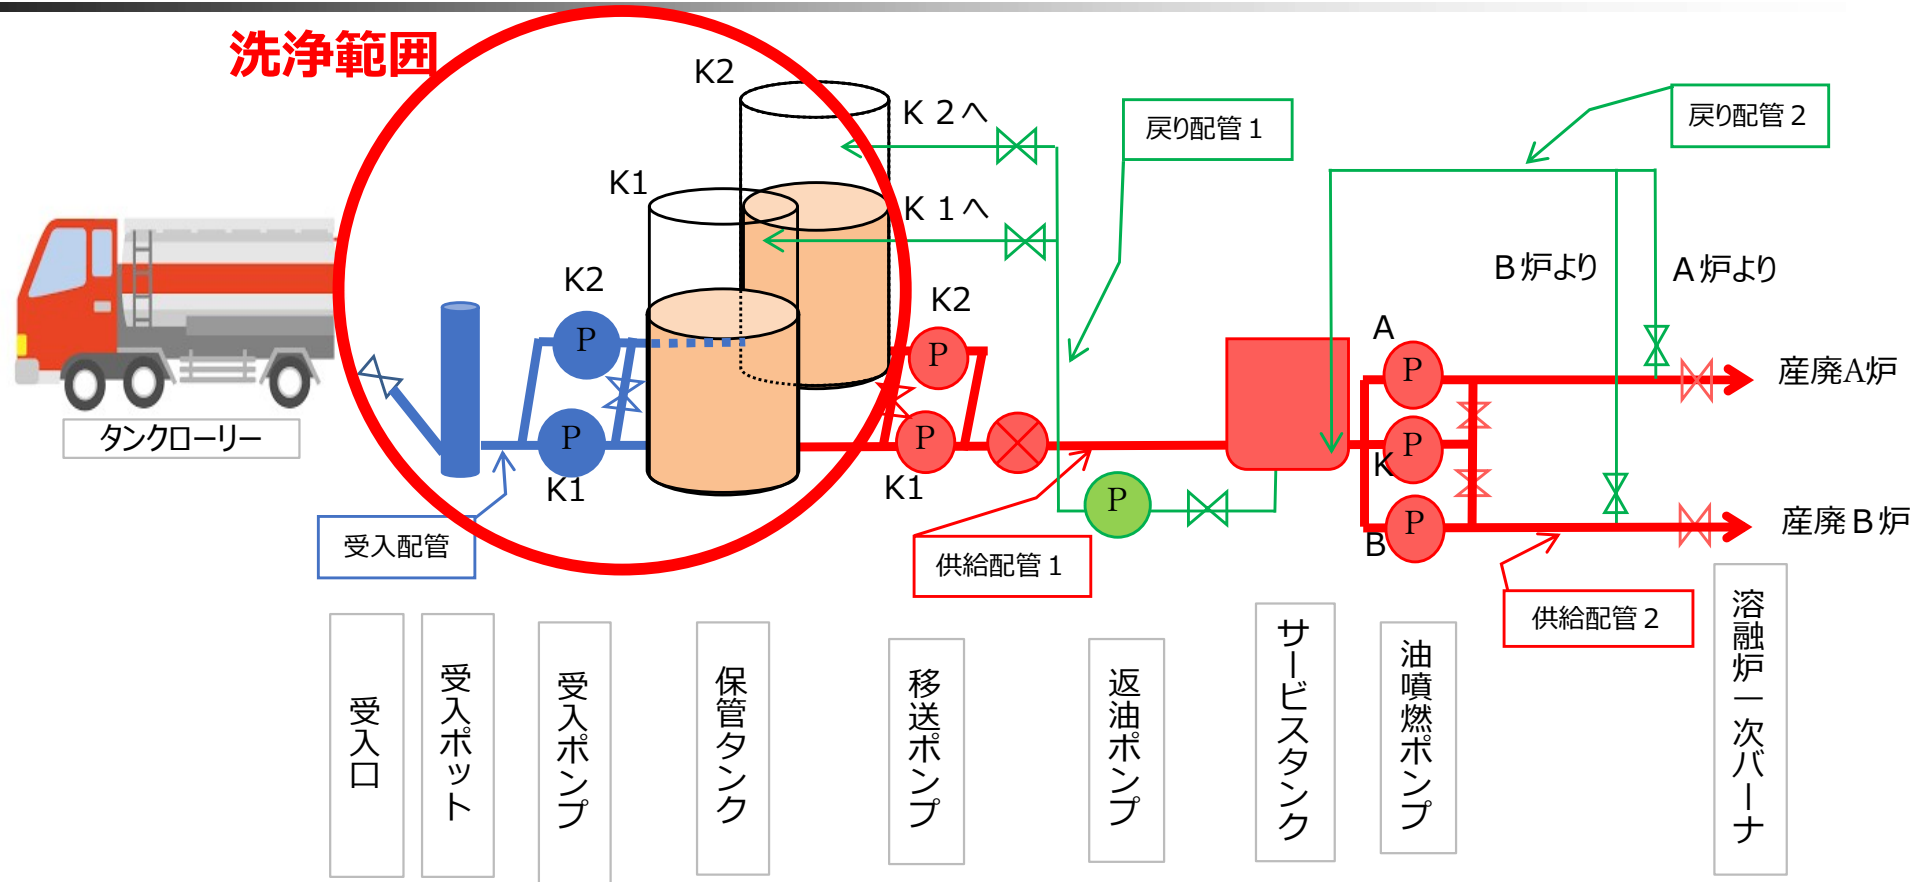 洗浄範囲
K2
K 2へ
戻り配管1
戻り配管2
K1
K 1へ
B炉より
A炉より
K2
K2
A
P
P
P
産廃A炉
タンクローリー
P
P
P
K
K1
K1
P
P
B
産廃B炉
受入配管
供給配管1
供給配管2
受入口
受入ポット
受入ポンプ
保管タンク
移送ポンプ
返油ポンプ
サービスタンク
油噴燃ポンプ
溶融炉一次バーナ